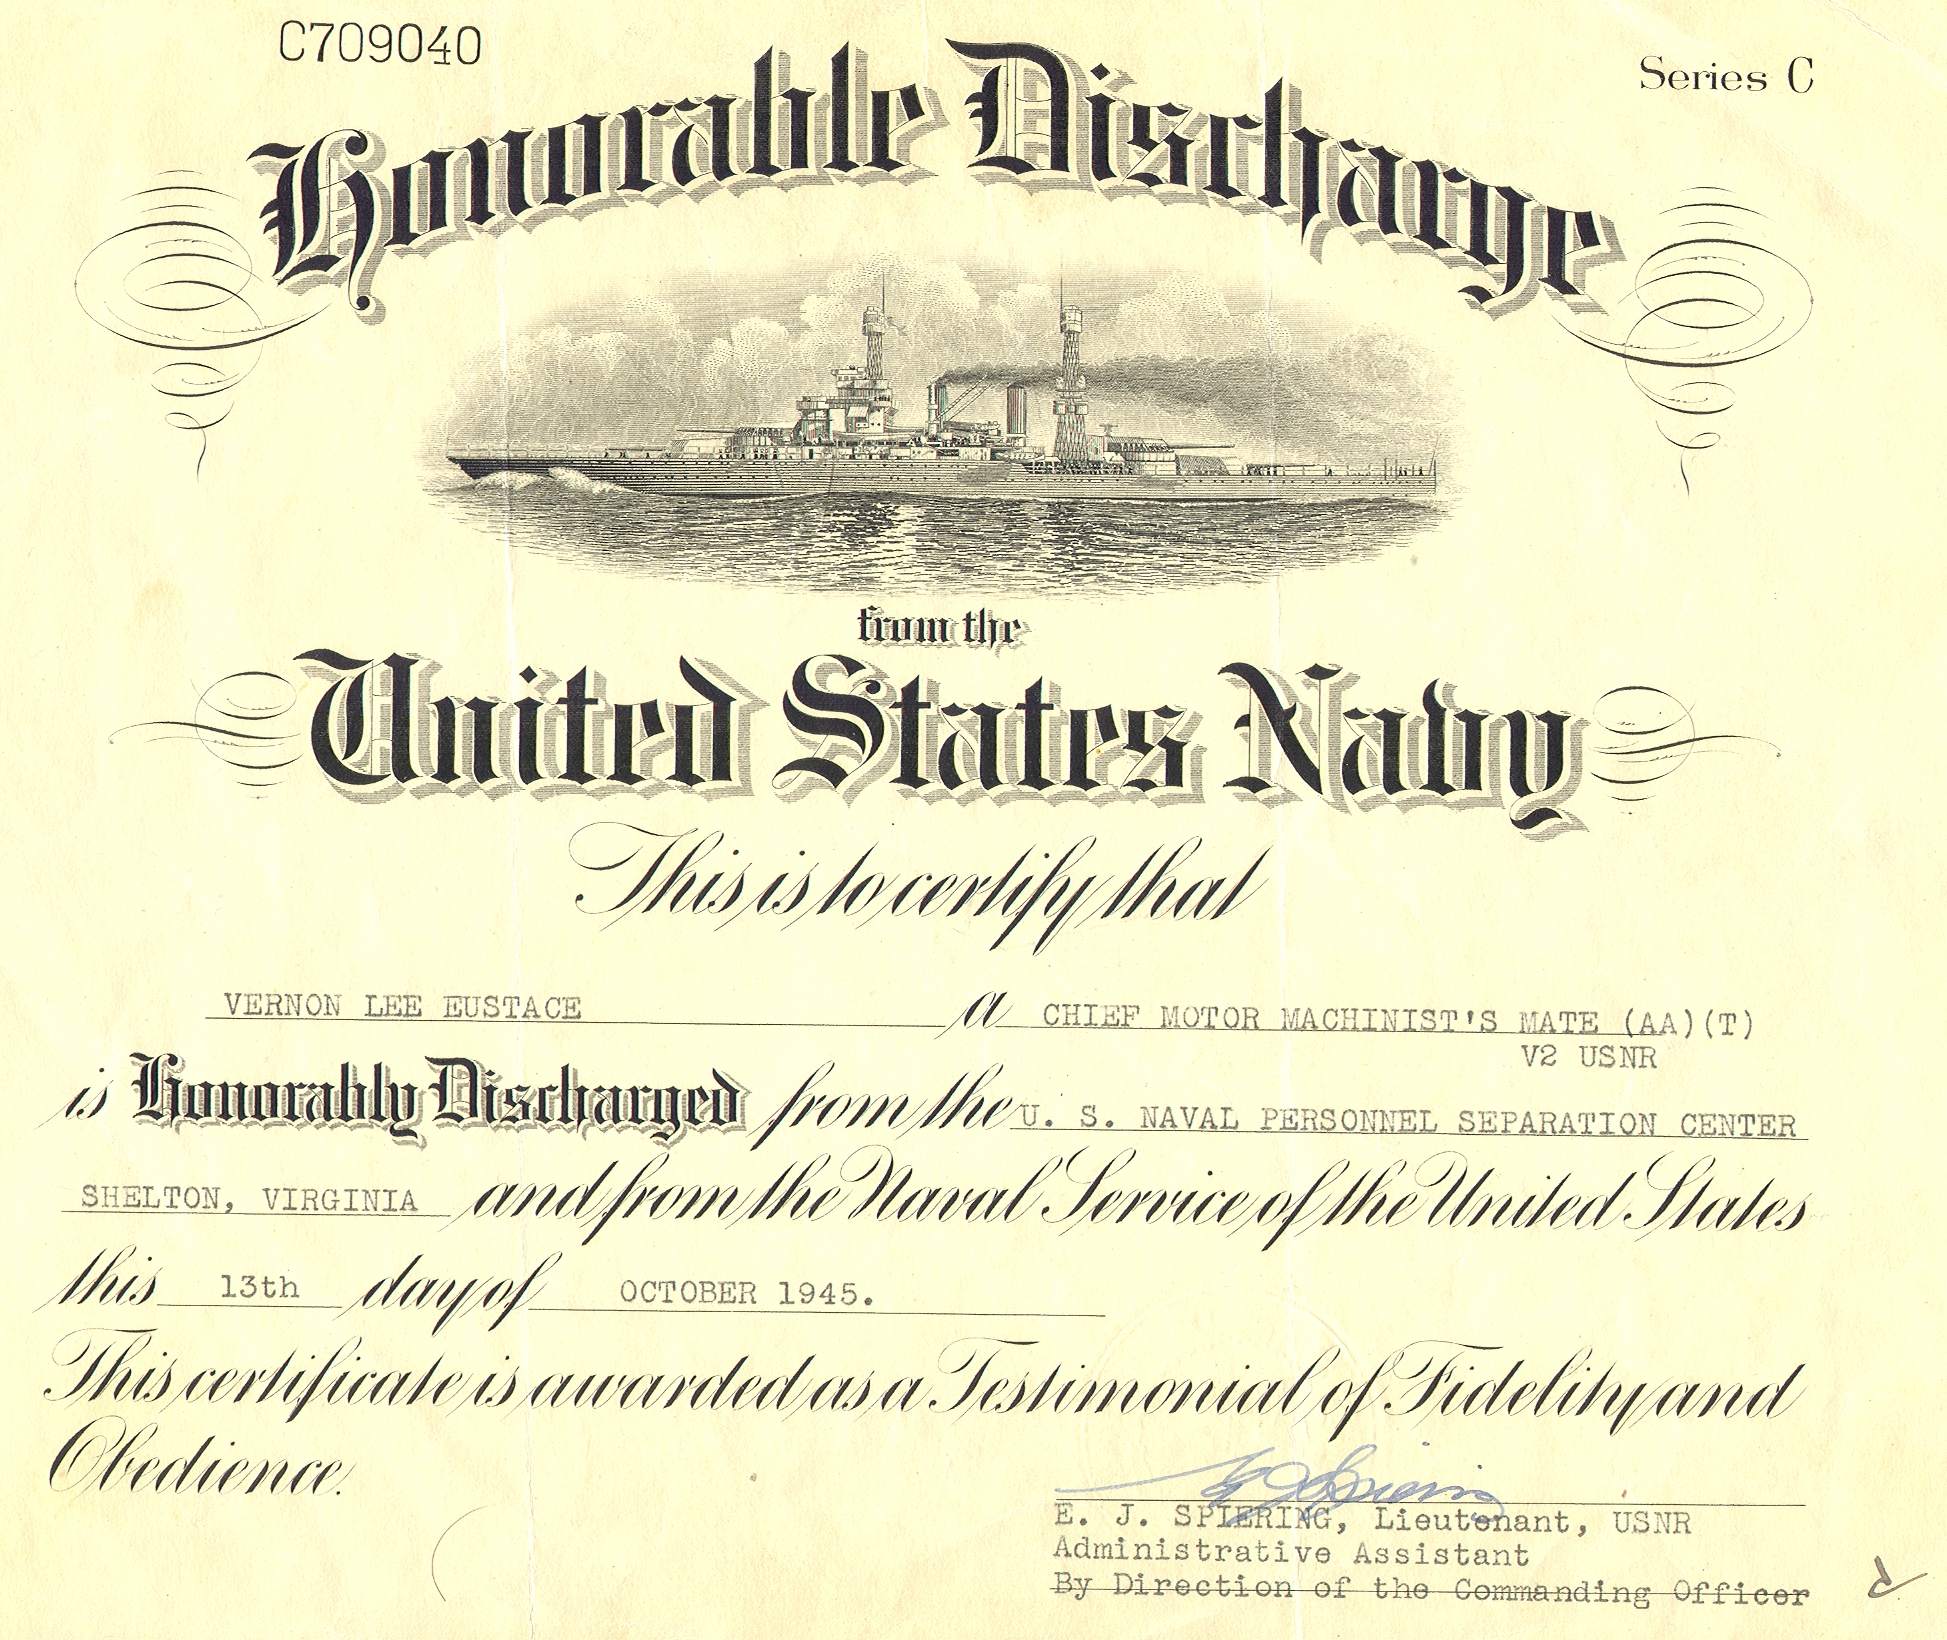 C709040
Series C
Honorable Discharge
from the
United States Navy
This is to certify that
VERNON LEE EUSTACE a CHIEF MOTOR MACHINIST'S MATE (AA)(T)
V2 USNR
is Honorably Discharged from the U. S. NAVAL PERSONNEL SEPARATION CENTER
SHELTON, VIRGINIA and from the Naval Service of the United States
this 13th day of OCTOBER 1945.
This certificate is awarded as a Testimonial of Fidelity and
Obedience.
E J Spiering
E. J. SPIERING, Lieutenant, USNR
Administrative Assistant
By Direction of the Commanding Officer